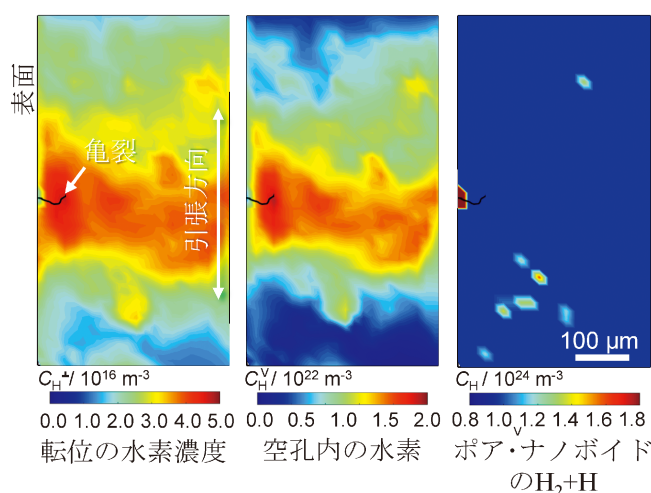 表面
亀裂
引張方向
100 μm
C_H^⊥ / 10^16 m^-3
0.0 1.0 2.0 3.0 4.0 5.0
転位の水素濃度
C_H^V / 10^22 m^-3
0.0 0.5 1.0 1.5 2.0
空孔内の水素
C_H / 10^24 m^-3
0.8 1.0 1.2 1.4 1.6 1.8
V
ポア・ナノボイド
のH₂+H